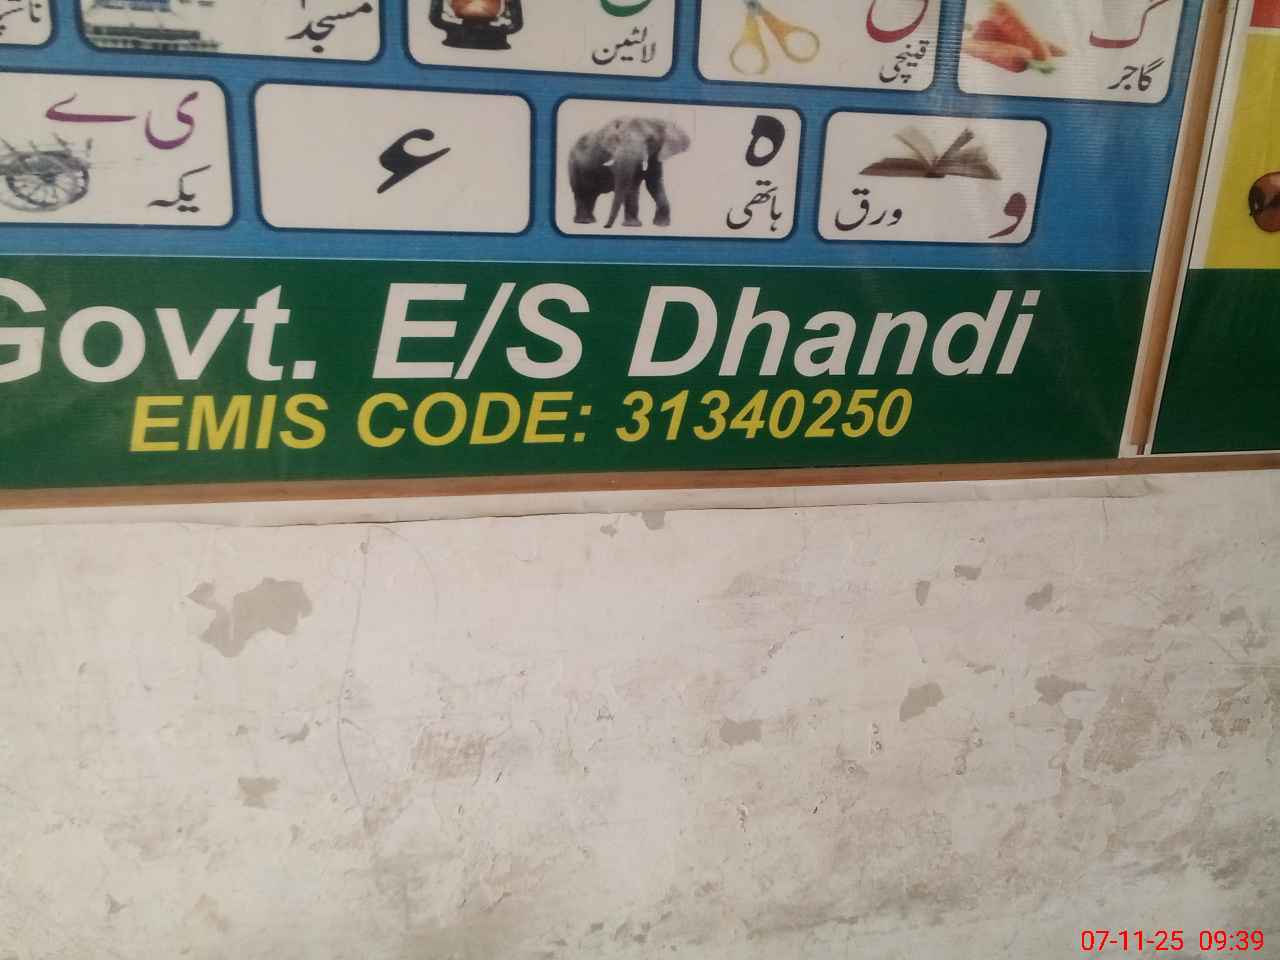 مسجد لالٹین قینچی گ گاجر
ی ے یکہ ء ہ ہاتھی و ورق
Govt. E/S Dhandi
EMIS CODE: 31340250
07-11-25 09:39